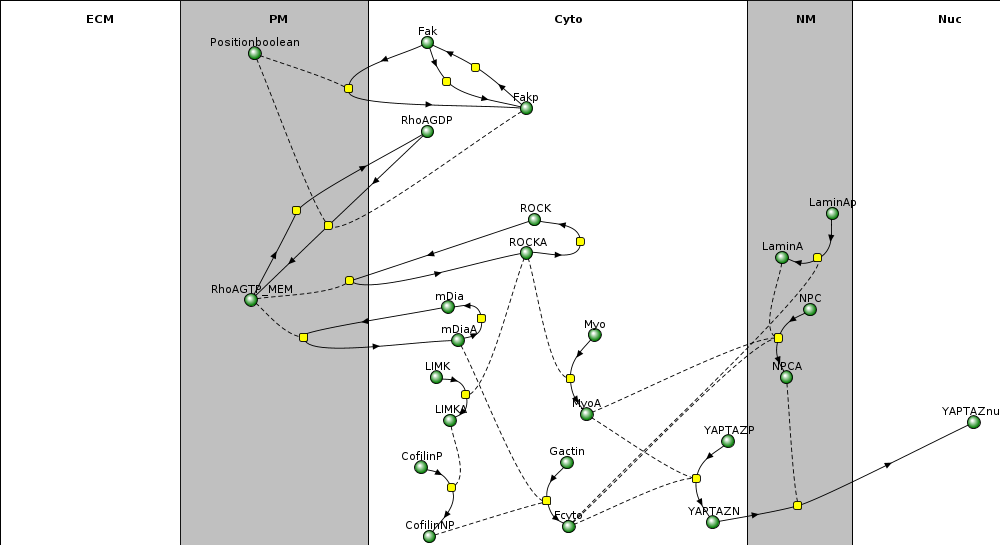 ECM
PM
Cyto
NM
Nuc
Positionboolean
Fak
Fakp
RhoAGDP
LaminAp
ROCK
ROCKA
LaminA
RhoAGTP_MEM
mDia
NPC
mDiaA
Myo
LIMK
NPCA
LIMKA
MyoA
YAPTAZnu
YAPTAZP
CofilinP
Gactin
Fcyto
YAPTAZN
CofilinNP